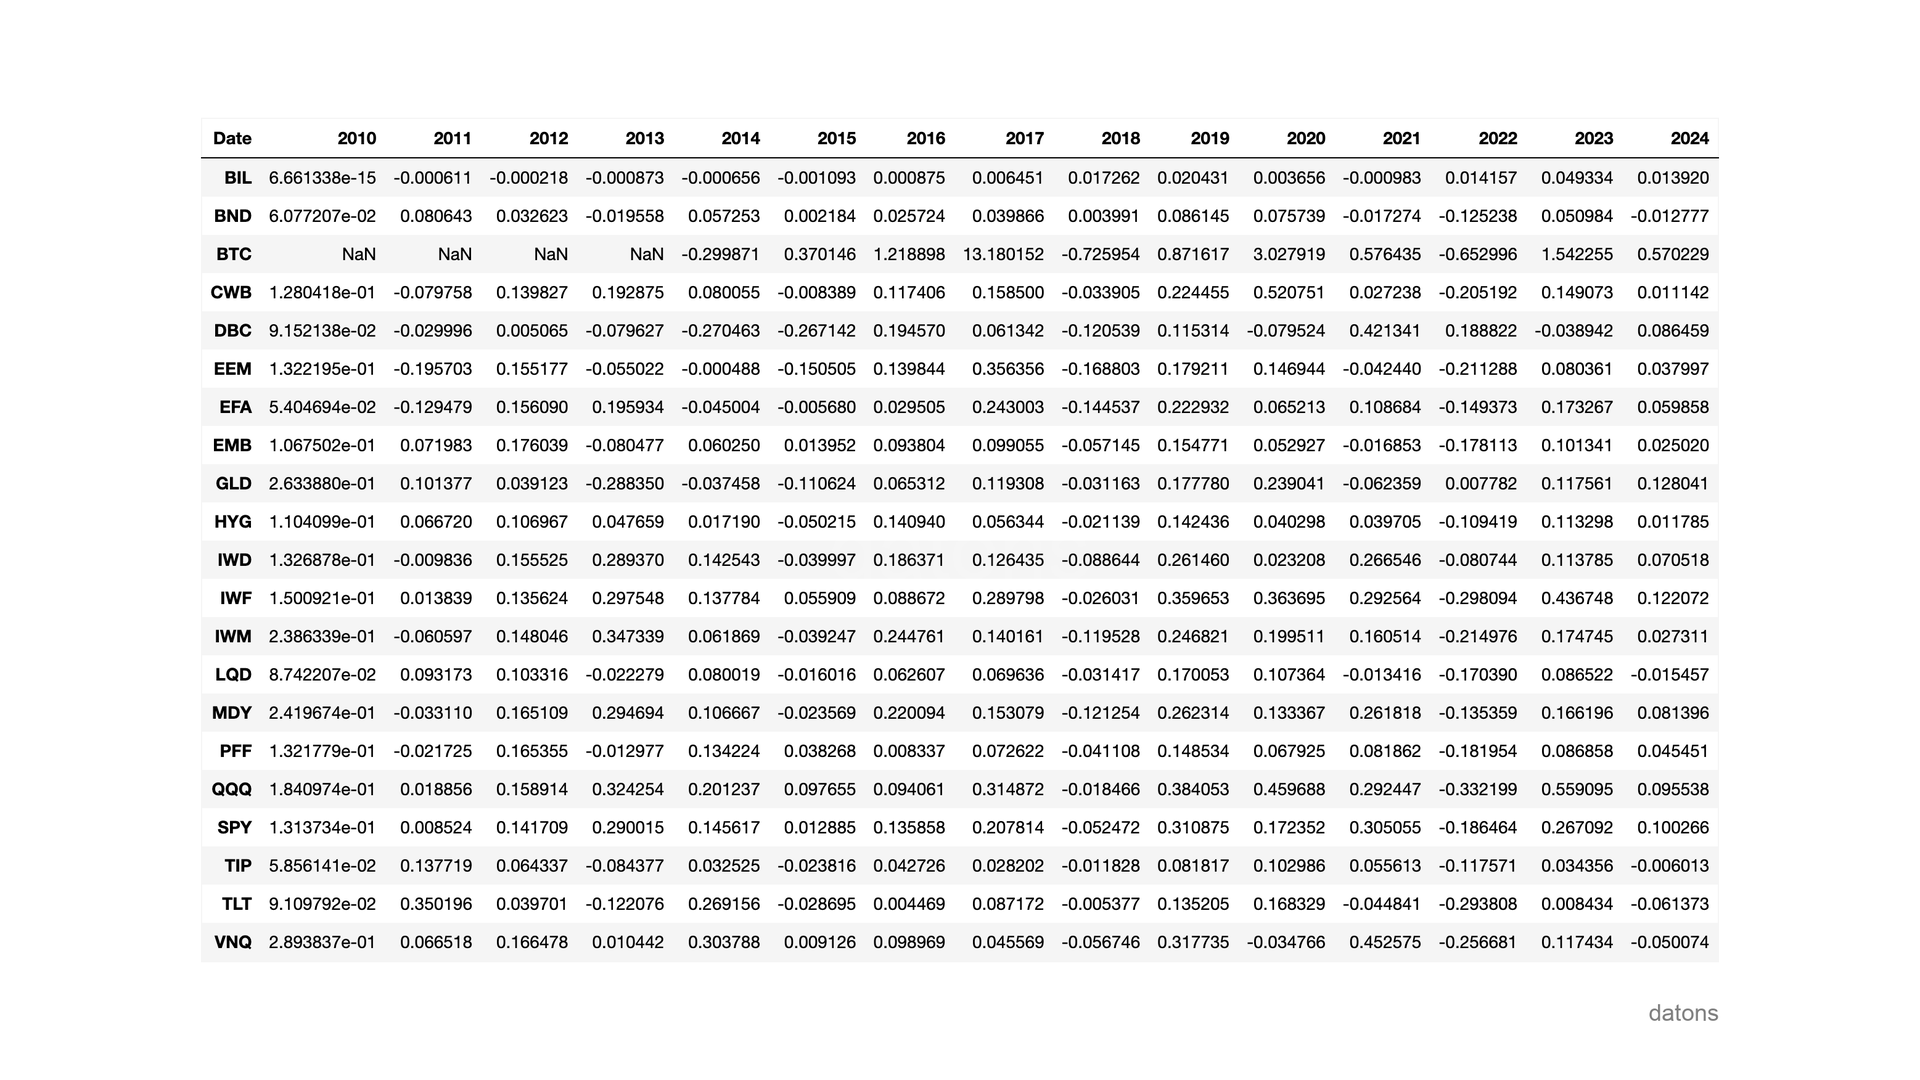 Date 2010 2011 2012 2013 2014 2015 2016 2017 2018 2019 2020 2021 2022 2023 2024
BIL 6.661338e-15 -0.000611 -0.000218 -0.000873 -0.000656 -0.001093 0.000875 0.006451 0.017262 0.020431 0.003656 -0.000983 0.014157 0.049334 0.013920
BND 6.077207e-02 0.080643 0.032623 -0.019558 0.057253 0.002184 0.025724 0.039866 0.003991 0.086145 0.075739 -0.017274 -0.125238 0.050984 -0.012777
BTC NaN NaN NaN NaN -0.299871 0.370146 1.218898 13.180152 -0.725954 0.871617 3.027919 0.576435 -0.652996 1.542255 0.570229
CWB 1.280418e-01 -0.079758 0.139827 0.192875 0.080055 -0.008389 0.117406 0.158500 -0.033905 0.224455 0.520751 0.027238 -0.205192 0.149073 0.011142
DBC 9.152138e-02 -0.029996 0.005065 -0.079627 -0.270463 -0.267142 0.194570 0.061342 -0.120539 0.115314 -0.079524 0.421341 0.188822 -0.038942 0.086459
EEM 1.322195e-01 -0.195703 0.155177 -0.055022 -0.000488 -0.150505 0.139844 0.356356 -0.168803 0.179211 0.146944 -0.042440 -0.211288 0.080361 0.037997
EFA 5.404694e-02 -0.129479 0.156090 0.195934 -0.045004 -0.005680 0.029505 0.243003 -0.144537 0.222932 0.065213 0.108684 -0.149373 0.173267 0.059858
EMB 1.067502e-01 0.071983 0.176039 -0.080477 0.060250 0.013952 0.093804 0.099055 -0.057145 0.154771 0.052927 -0.016853 -0.178113 0.101341 0.025020
GLD 2.633880e-01 0.101377 0.039123 -0.288350 -0.037458 -0.110624 0.065312 0.119308 -0.031163 0.177780 0.239041 -0.062359 0.007782 0.117561 0.128041
HYG 1.104099e-01 0.066720 0.106967 0.047659 0.017190 -0.050215 0.140940 0.056344 -0.021139 0.142436 0.040298 0.039705 -0.109419 0.113298 0.011785
IWD 1.326878e-01 -0.009836 0.155525 0.289370 0.142543 -0.039997 0.186371 0.126435 -0.088644 0.261460 0.023208 0.266546 -0.080744 0.113785 0.070518
IWF 1.500921e-01 0.013839 0.135624 0.297548 0.137784 0.055909 0.088672 0.289798 -0.026031 0.359653 0.363695 0.292564 -0.298094 0.436748 0.122072
IWM 2.386339e-01 -0.060597 0.148046 0.347339 0.061869 -0.039247 0.244761 0.140161 -0.119528 0.246821 0.199511 0.160514 -0.214976 0.174745 0.027311
LQD 8.742207e-02 0.093173 0.103316 -0.022279 0.080019 -0.016016 0.062607 0.069636 -0.031417 0.170053 0.107364 -0.013416 -0.170390 0.086522 -0.015457
MDY 2.419674e-01 -0.033110 0.165109 0.294694 0.106667 -0.023569 0.220094 0.153079 -0.121254 0.262314 0.133367 0.261818 -0.135359 0.166196 0.081396
PFF 1.321779e-01 -0.021725 0.165355 -0.012977 0.134224 0.038268 0.008337 0.072622 -0.041108 0.148534 0.067925 0.081862 -0.181954 0.086858 0.045451
QQQ 1.840974e-01 0.018856 0.158914 0.324254 0.201237 0.097655 0.094061 0.314872 -0.018466 0.384053 0.459688 0.292447 -0.332199 0.559095 0.095538
SPY 1.313734e-01 0.008524 0.141709 0.290015 0.145617 0.012885 0.135858 0.207814 -0.052472 0.310875 0.172352 0.305055 -0.186464 0.267092 0.100266
TIP 5.856141e-02 0.137719 0.064337 -0.084377 0.032525 -0.023816 0.042726 0.028202 -0.011828 0.081817 0.102986 0.055613 -0.117571 0.034356 -0.006013
TLT 9.109792e-02 0.350196 0.039701 -0.122076 0.269156 -0.028695 0.004469 0.087172 -0.005377 0.135205 0.168329 -0.044841 -0.293808 0.008434 -0.061373
VNQ 2.893837e-01 0.066518 0.166478 0.010442 0.303788 0.009126 0.098969 0.045569 -0.056746 0.317735 -0.034766 0.452575 -0.256681 0.117434 -0.050074
datons